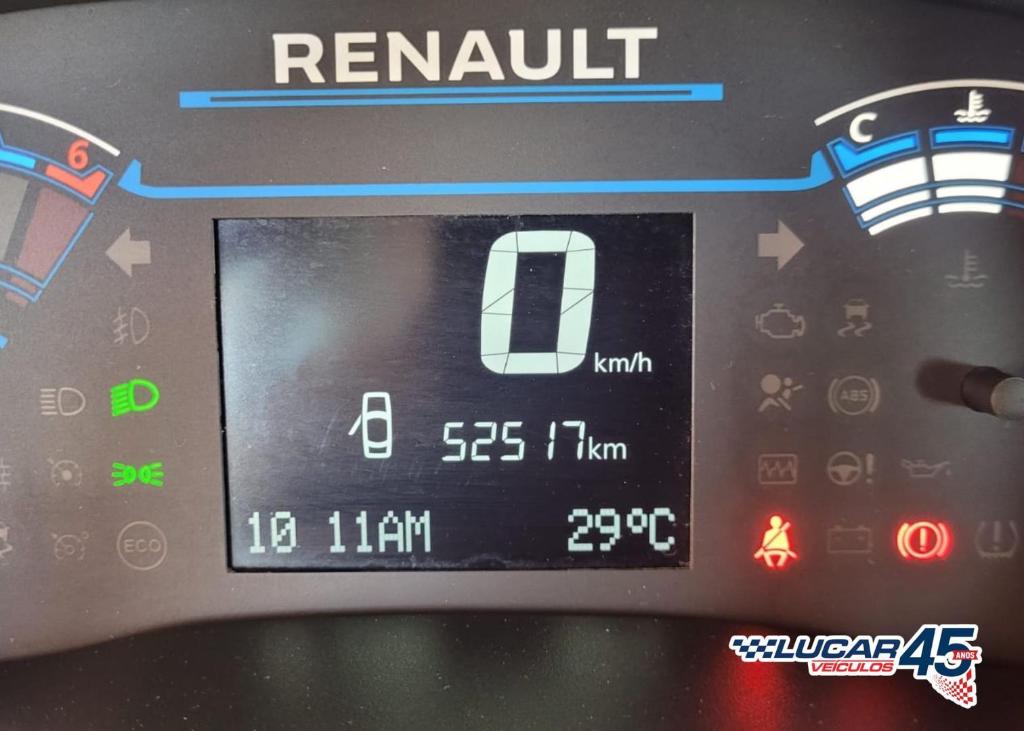 RENAULT
6
C
0 km/h
ABS
52517km
10 11AM 29°C
ECO
LUCAR 45
VEÍCULOS ANOS